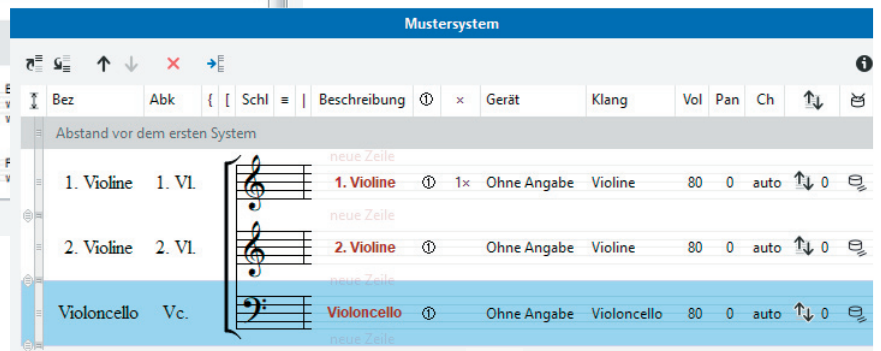 Mustersystem
Bez Abk { [ Schl ≡ | Beschreibung ① × Gerät Klang Vol Pan Ch
Abstand vor dem ersten System
neue Zeile
1. Violine 1. Vl. 1. Violine ① 1× Ohne Angabe Violine 80 0 auto 0
neue Zeile
2. Violine 2. Vl. 2. Violine ① Ohne Angabe Violine 80 0 auto 0
neue Zeile
Violoncello Vc. Violoncello ① Ohne Angabe Violoncello 80 0 auto 0
neue Zeile